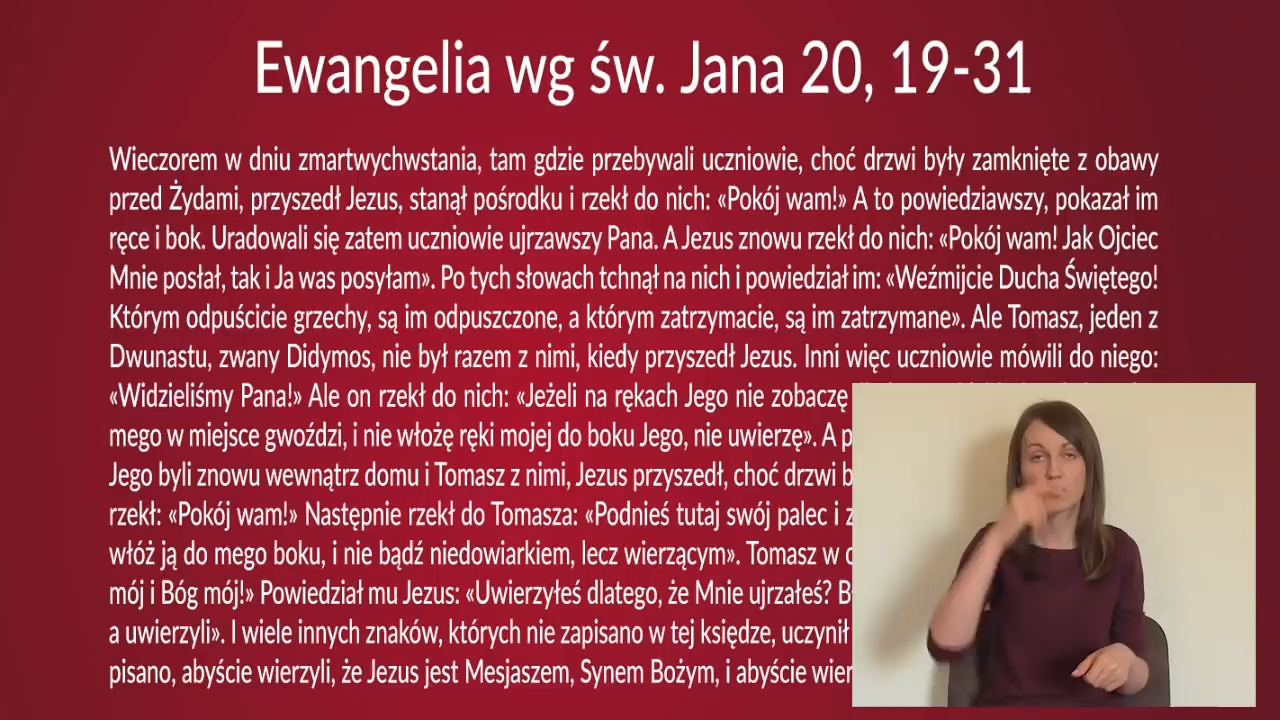 Ewangelia wg św. Jana 20, 19-31
Wieczorem w dniu zmartwychwstania, tam gdzie przebywali uczniowie, choć drzwi były zamknięte z obawy
przed Żydami, przyszedł Jezus, stanął pośrodku i rzekł do nich: «Pokój wam!» A to powiedziawszy, pokazał im
ręce i bok. Uradowali się zatem uczniowie ujrzawszy Pana. A Jezus znowu rzekł do nich: «Pokój wam! Jak Ojciec
Mnie posłał, tak i Ja was posyłam». Po tych słowach tchnął na nich i powiedział im: «Weźmijcie Ducha Świętego!
Którym odpuścicie grzechy, są im odpuszczone, a którym zatrzymacie, są im zatrzymane». Ale Tomasz, jeden z
Dwunastu, zwany Didymos, nie był razem z nimi, kiedy przyszedł Jezus. Inni więc uczniowie mówili do niego:
«Widzieliśmy Pana!» Ale on rzekł do nich: «Jeżeli na rękach Jego nie zobaczę
mego w miejsce gwoździ, i nie włożę ręki mojej do boku Jego, nie uwierzę». A
Jego byli znowu wewnątrz domu i Tomasz z nimi, Jezus przyszedł, choć drzwi
rzekł: «Pokój wam!» Następnie rzekł do Tomasza: «Podnieś tutaj swój palec i
włóż ją do mego boku, i nie bądź niedowiarkiem, lecz wierzącym». Tomasz w
mój i Bóg mój!» Powiedział mu Jezus: «Uwierzyłeś dlatego, że Mnie ujrzałeś?
a uwierzyli». I wiele innych znaków, których nie zapisano w tej księdze, uczynił
pisano, abyście wierzyli, że Jezus jest Mesjaszem, Synem Bożym, i abyście